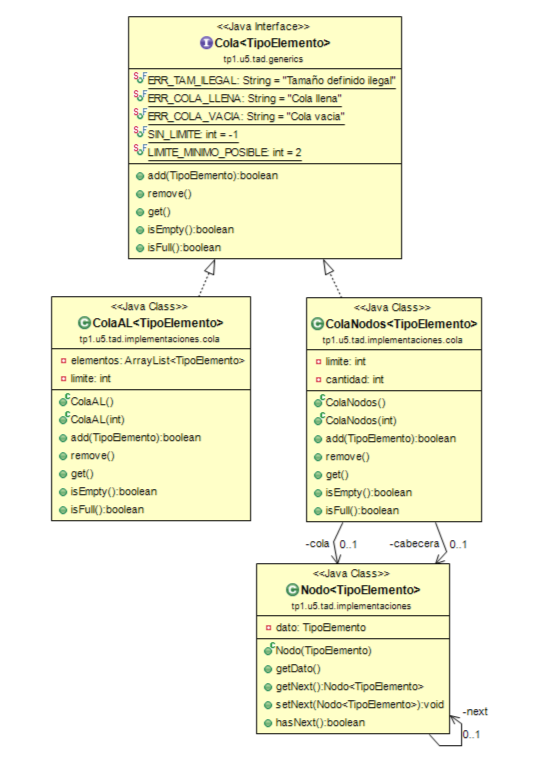 <<Java Interface>>
Cola<TipoElemento>
tp1.u5.tad.generics
ERR_TAM_ILEGAL: String = "Tamaño definido ilegal"
ERR_COLA_LLENA: String = "Cola llena"
ERR_COLA_VACIA: String = "Cola vacia"
SIN_LIMITE: int = -1
LIMITE_MINIMO_POSIBLE: int = 2
add(TipoElemento):boolean
remove()
get()
isEmpty():boolean
isFull():boolean
<<Java Class>>
ColaAL<TipoElemento>
tp1.u5.tad.implementaciones.cola
elementos: ArrayList<TipoElemento>
limite: int
ColaAL()
ColaAL(int)
add(TipoElemento):boolean
remove()
get()
isEmpty():boolean
isFull():boolean
<<Java Class>>
ColaNodos<TipoElemento>
tp1.u5.tad.implementaciones.cola
limite: int
cantidad: int
ColaNodos()
ColaNodos(int)
add(TipoElemento):boolean
remove()
get()
isEmpty():boolean
isFull():boolean
-cola 0..1
-cabecera 0..1
<<Java Class>>
Nodo<TipoElemento>
tp1.u5.tad.implementaciones
dato: TipoElemento
Nodo(TipoElemento)
getDato()
getNext():Nodo<TipoElemento>
setNext(Nodo<TipoElemento>):void
hasNext():boolean
-next
0..1